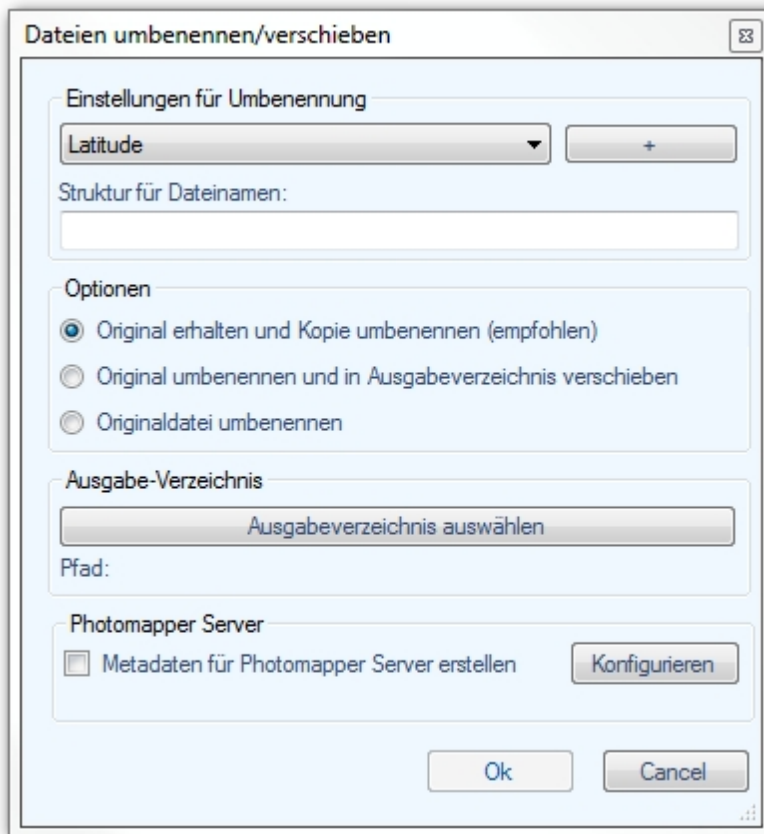 Dateien umbenennen/verschieben
Einstellungen für Umbenennung
Latitude
+
Struktur für Dateinamen:
Optionen
Original erhalten und Kopie umbenennen (empfohlen)
Original umbenennen und in Ausgabeverzeichnis verschieben
Originaldatei umbenennen
Ausgabe-Verzeichnis
Ausgabeverzeichnis auswählen
Pfad:
Photomapper Server
Metadaten für Photomapper Server erstellen
Konfigurieren
Ok
Cancel